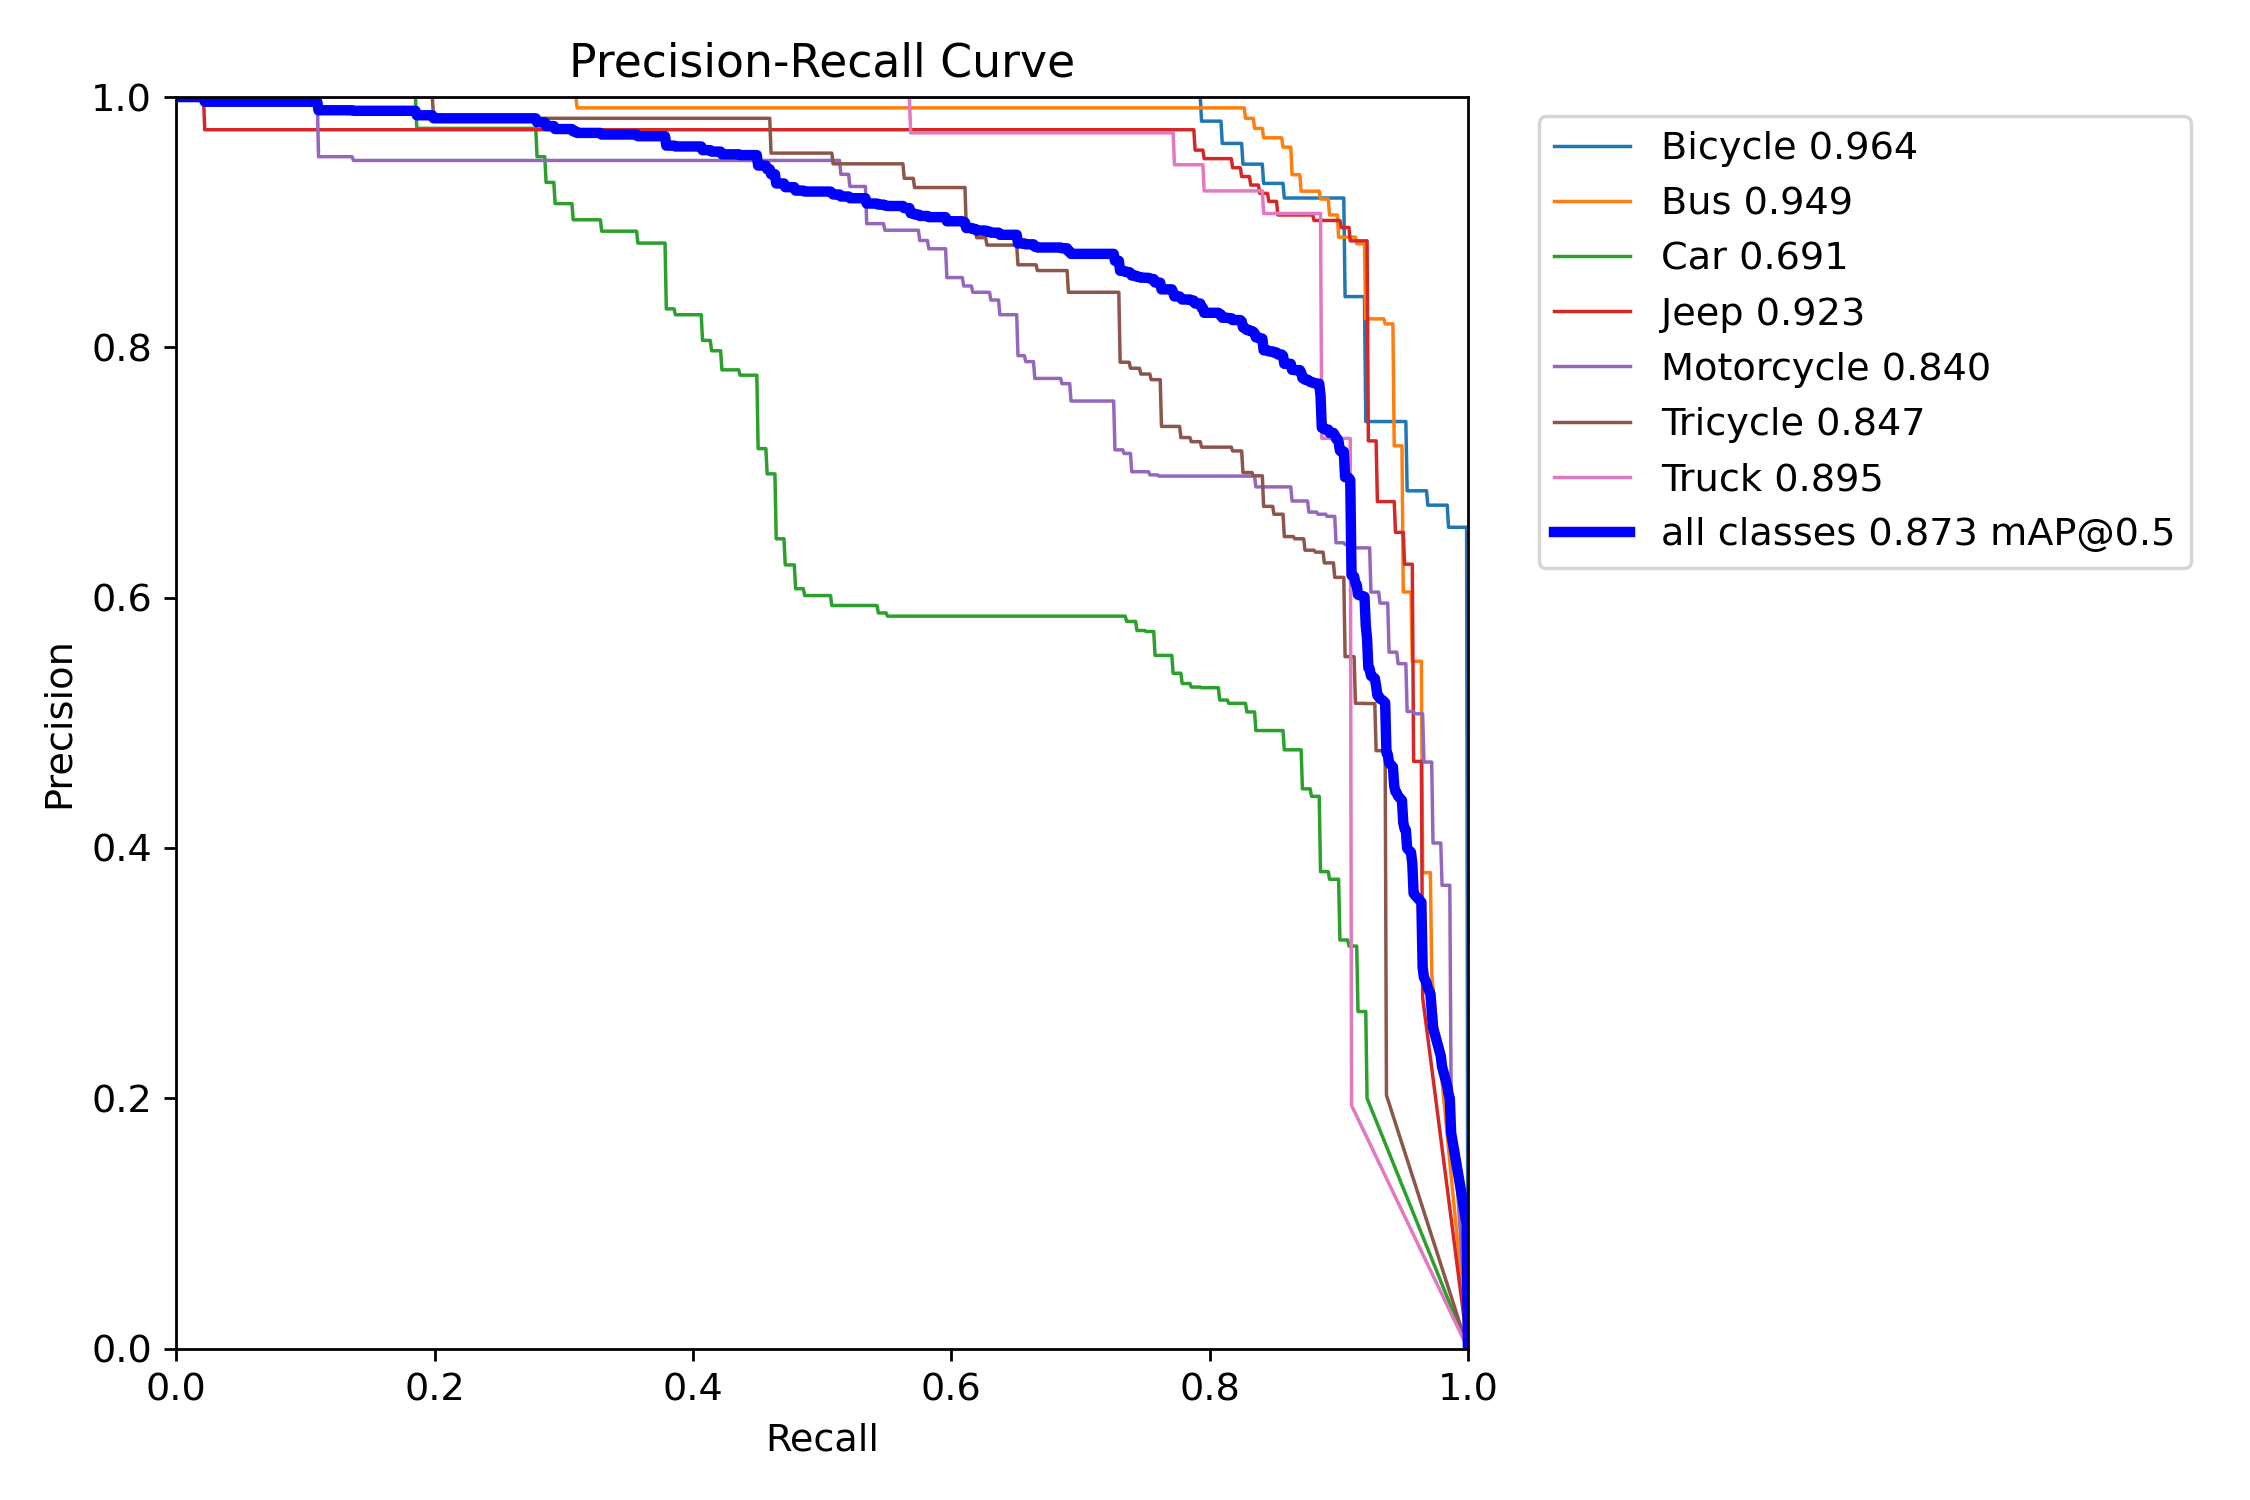 Precision-Recall Curve
1.0
0.8
0.6
0.4
0.2
0.0
Precision
0.0 0.2 0.4 0.6 0.8 1.0
Recall
Bicycle 0.964
Bus 0.949
Car 0.691
Jeep 0.923
Motorcycle 0.840
Tricycle 0.847
Truck 0.895
all classes 0.873 mAP@0.5